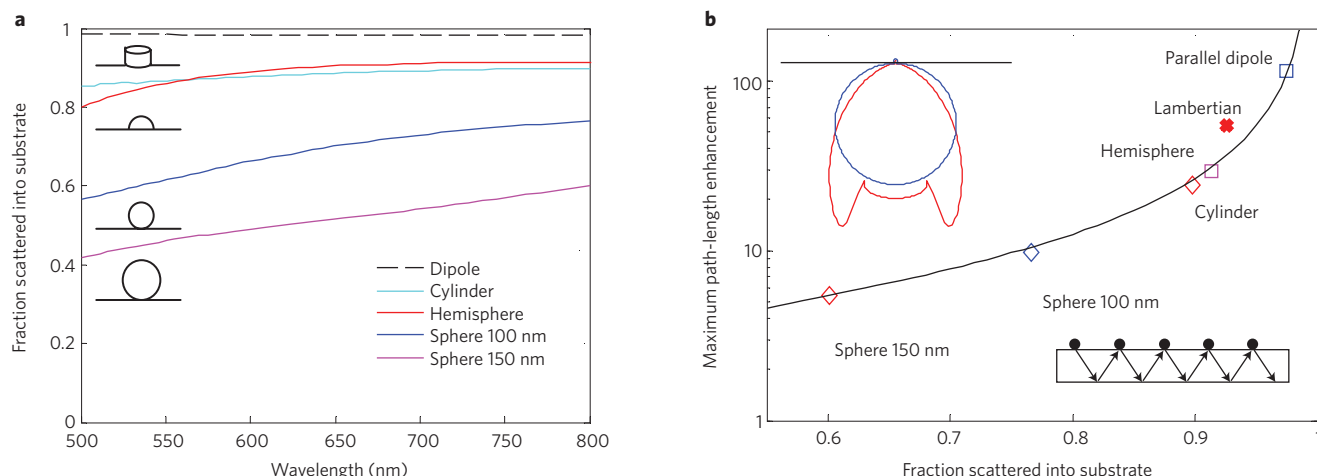 a
Fraction scattered into substrate
1
0.8
0.6
0.4
0.2
0
500
550
600
650
700
750
800
Wavelength (nm)
Dipole
Cylinder
Hemisphere
Sphere 100 nm
Sphere 150 nm
b
Maximum path-length enhancement
100
10
1
0.6
0.7
0.8
0.9
1
Fraction scattered into substrate
Parallel dipole
Lambertian
Hemisphere
Cylinder
Sphere 100 nm
Sphere 150 nm